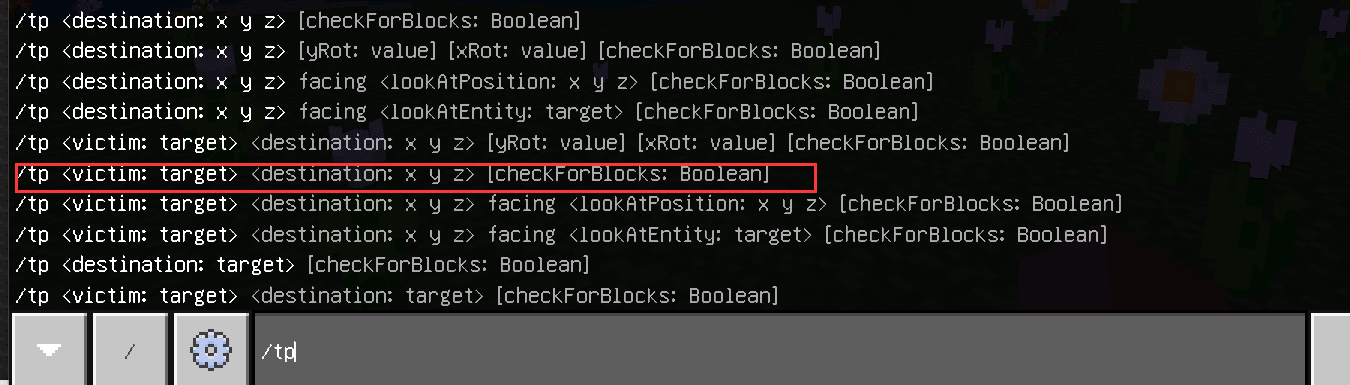 /tp <destination: x y z> [checkForBlocks: Boolean]
/tp <destination: x y z> [yRot: value] [xRot: value] [checkForBlocks: Boolean]
/tp <destination: x y z> facing <lookAtPosition: x y z> [checkForBlocks: Boolean]
/tp <destination: x y z> facing <lookAtEntity: target> [checkForBlocks: Boolean]
/tp <victim: target> <destination: x y z> [yRot: value] [xRot: value] [checkForBlocks: Boolean]
/tp <victim: target> <destination: x y z> [checkForBlocks: Boolean]
/tp <victim: target> <destination: x y z> facing <lookAtPosition: x y z> [checkForBlocks: Boolean]
/tp <victim: target> <destination: x y z> facing <lookAtEntity: target> [checkForBlocks: Boolean]
/tp <destination: target> [checkForBlocks: Boolean]
/tp <victim: target> <destination: target> [checkForBlocks: Boolean]
/ /tp